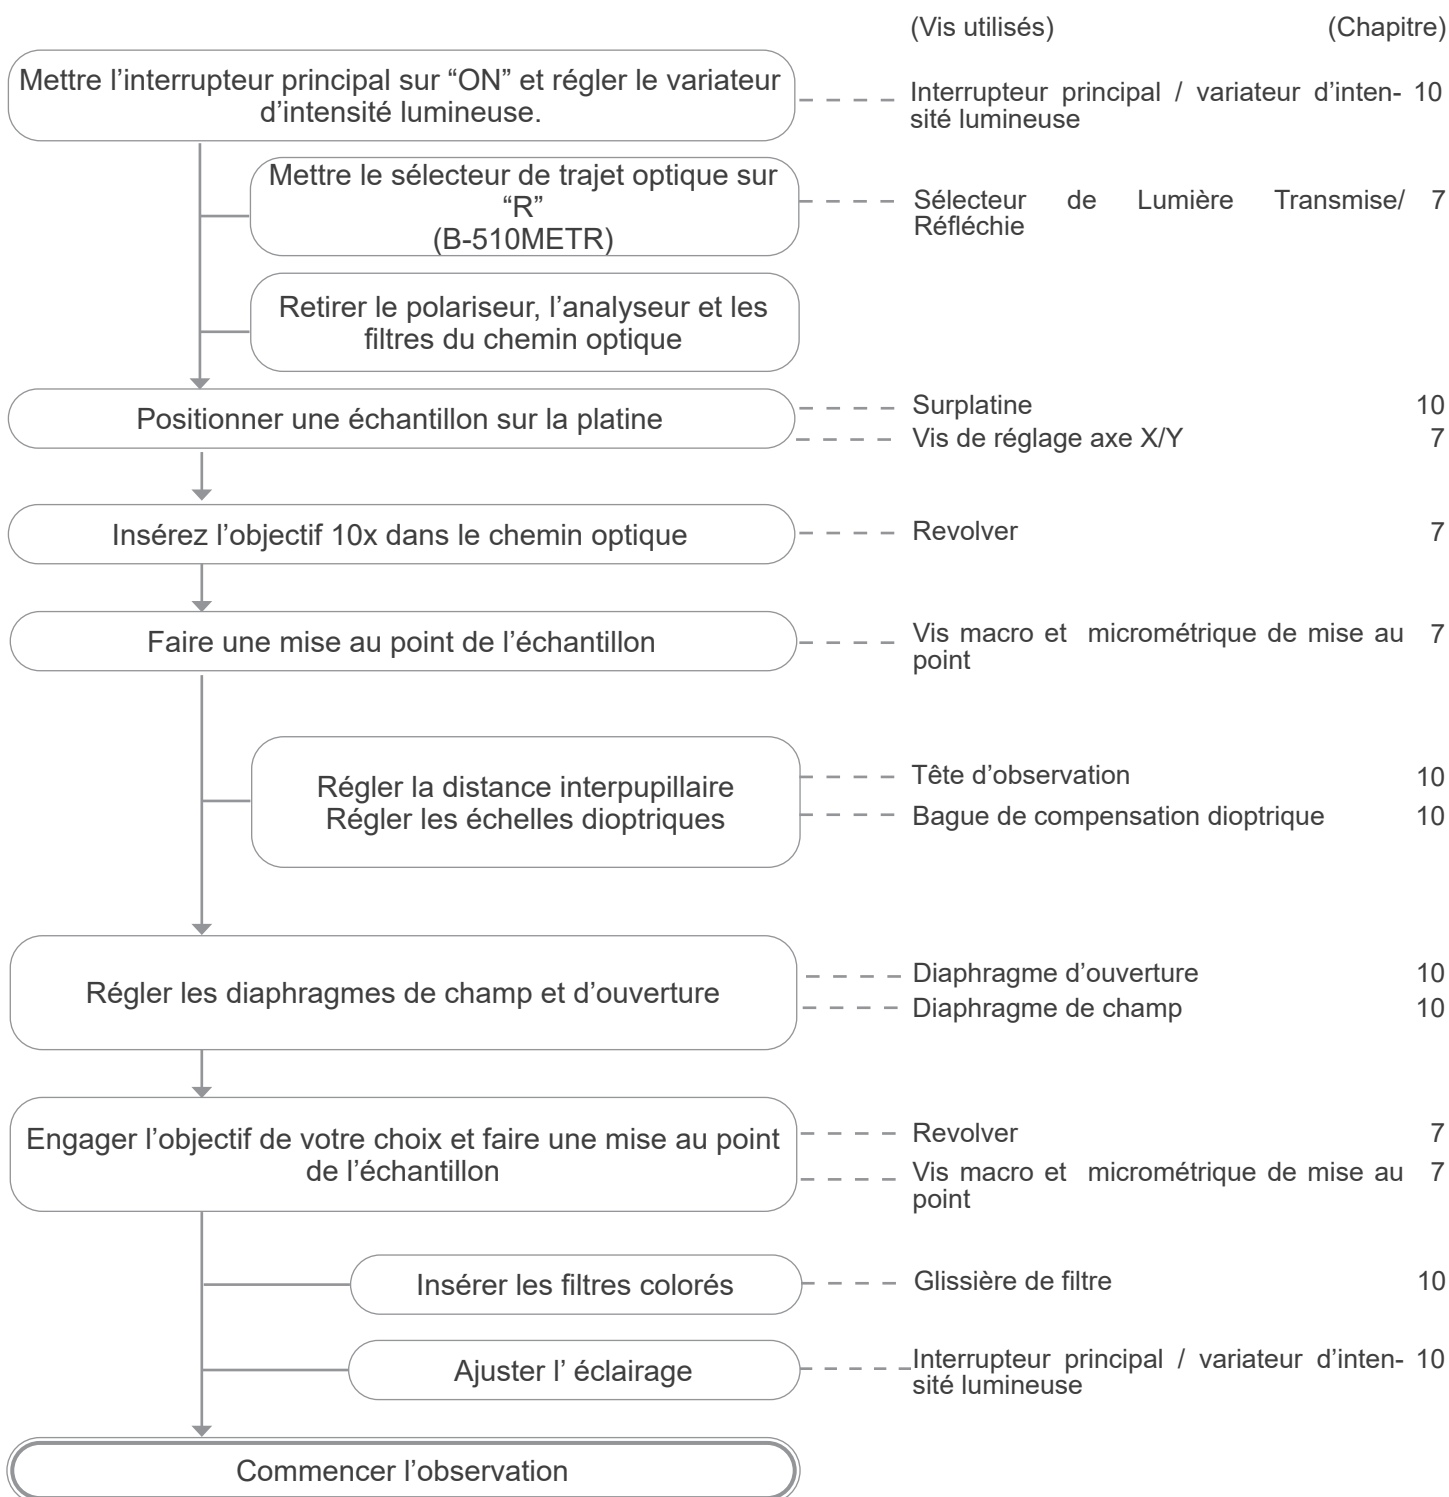 (Vis utilisés) (Chapitre)
Mettre l’interrupteur principal sur “ON” et régler le variateur
d’intensité lumineuse.
Interrupteur principal / variateur d’inten- 10
sité lumineuse
Mettre le sélecteur de trajet optique sur
“R”
(B-510METR)
Sélecteur de Lumière Transmise/ 7
Réfléchie
Retirer le polariseur, l’analyseur et les
filtres du chemin optique
Positionner une échantillon sur la platine
Surplatine 10
Vis de réglage axe X/Y 7
Insérez l’objectif 10x dans le chemin optique
Revolver 7
Faire une mise au point de l’échantillon
Vis macro et micrométrique de mise au 7
point
Régler la distance interpupillaire
Régler les échelles dioptriques
Tête d’observation 10
Bague de compensation dioptrique 10
Régler les diaphragmes de champ et d’ouverture
Diaphragme d’ouverture 10
Diaphragme de champ 10
Engager l’objectif de votre choix et faire une mise au point
de l’échantillon
Revolver 7
Vis macro et micrométrique de mise au 7
point
Insérer les filtres colorés
Glissière de filtre 10
Ajuster l’ éclairage
Interrupteur principal / variateur d’inten- 10
sité lumineuse
Commencer l’observation